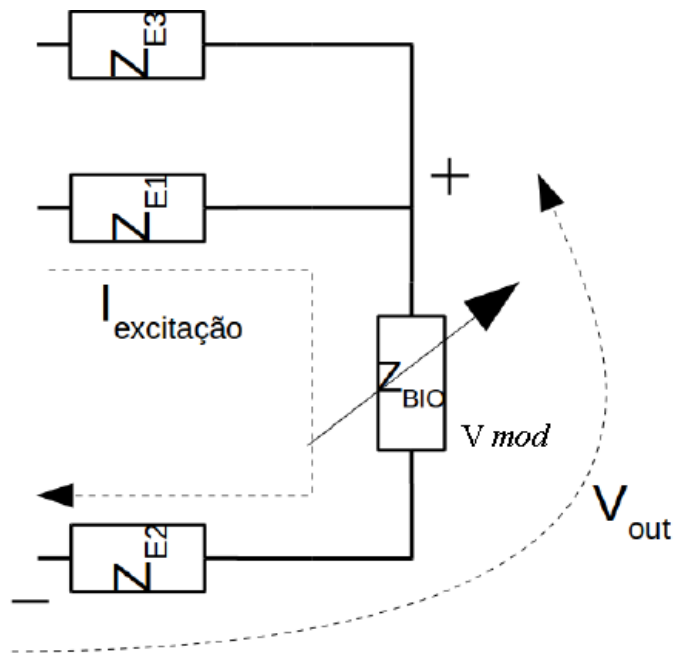 Z E3
+
Z E1
I excitação
Z BIO
V mod
V out
Z E2
—